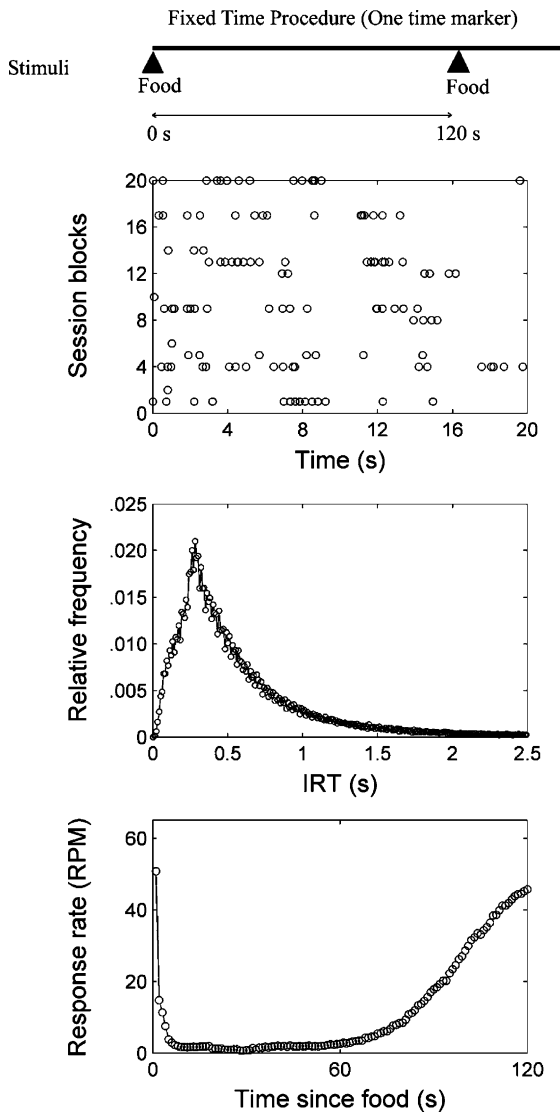 Fixed Time Procedure (One time marker)
Stimuli
Food Food
0 s 120 s
20
16
12
8
4
0
Session blocks
0 4 8 12 16 20
Time (s)
.025
0.020
0.015
0.010
.005
0
Relative frequency
0 0.5 1 1.5 2 2.5
IRT (s)
60
40
20
0
Response rate (RPM)
0 60 120
Time since food (s)